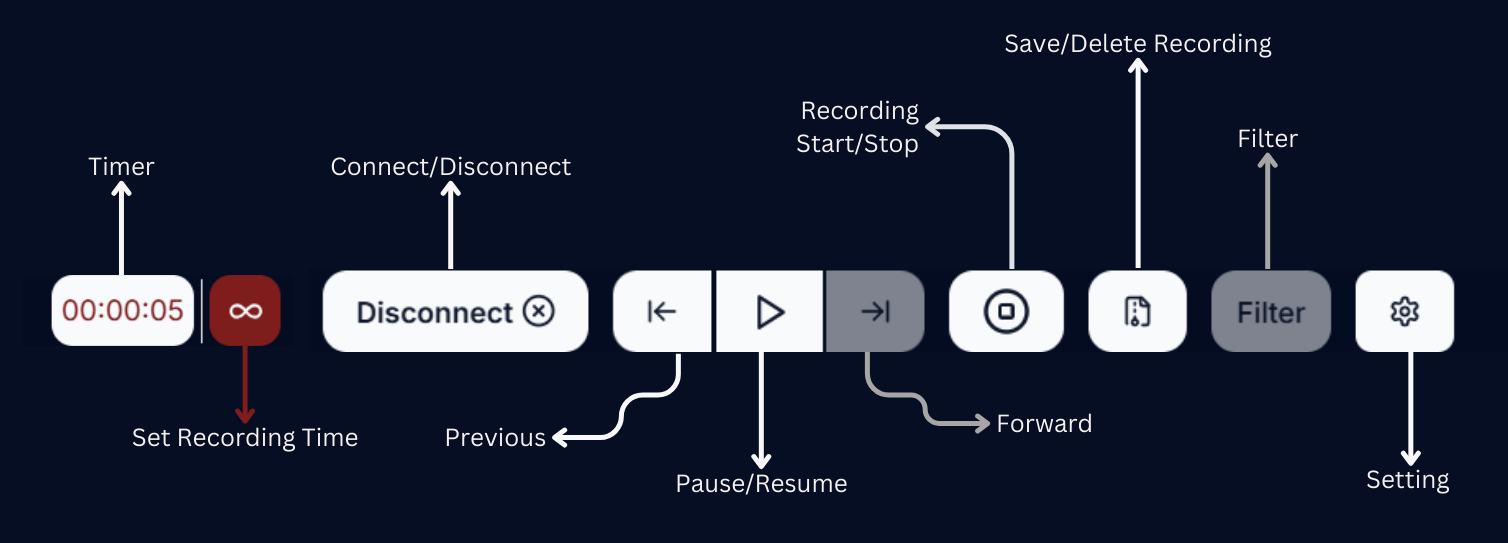 Save/Delete Recording
Recording
Start/Stop
Filter
Timer
Connect/Disconnect
00:00:05
Disconnect
Filter
Set Recording Time
Previous
Forward
Pause/Resume
Setting